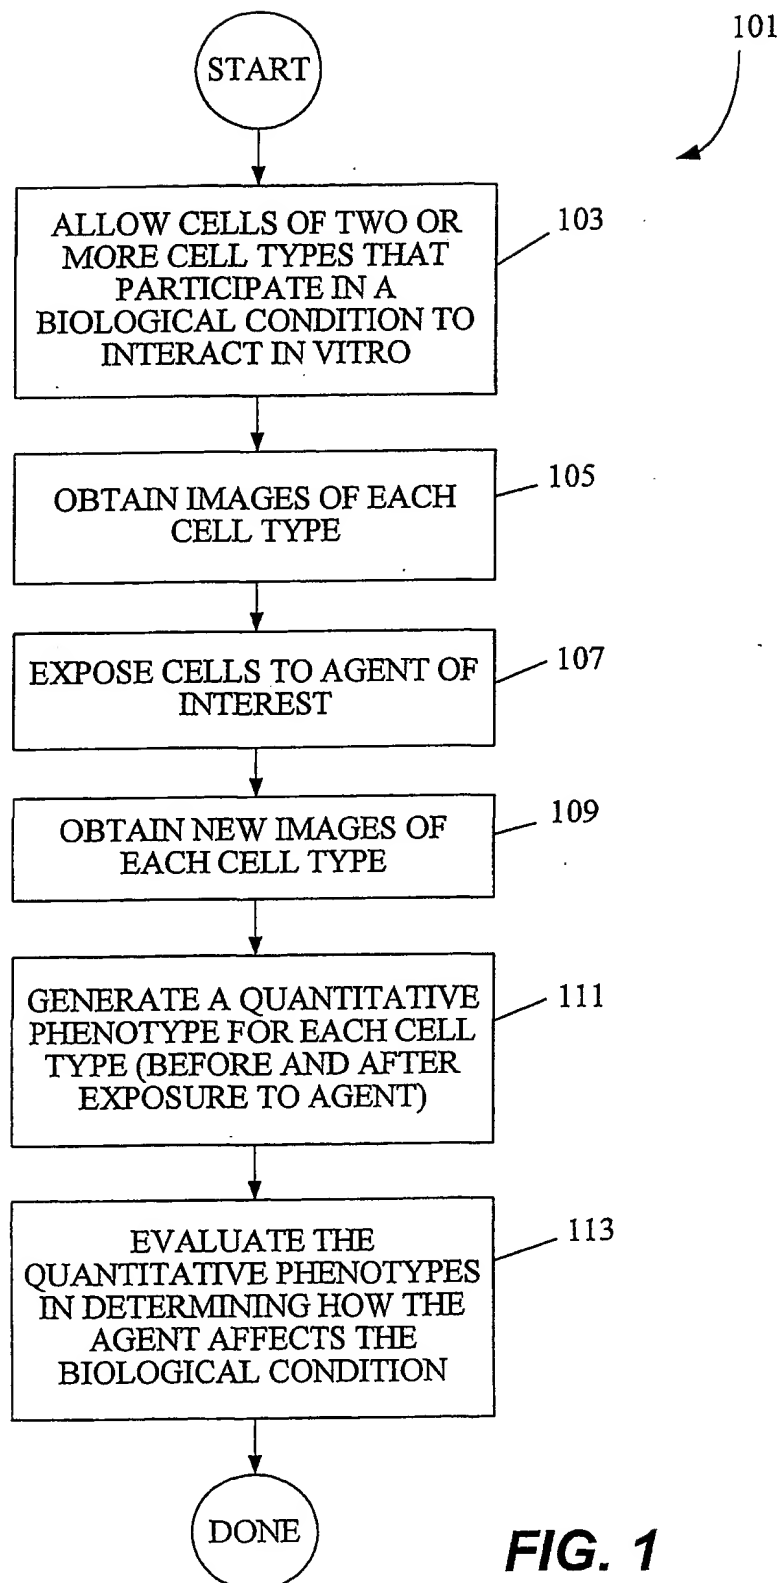 101
START
ALLOW CELLS OF TWO OR
MORE CELL TYPES THAT
PARTICIPATE IN A
BIOLOGICAL CONDITION TO
INTERACT IN VITRO
103
OBTAIN IMAGES OF EACH
CELL TYPE
105
EXPOSE CELLS TO AGENT OF
INTEREST
107
OBTAIN NEW IMAGES OF
EACH CELL TYPE
109
GENERATE A QUANTITATIVE
PHENOTYPE FOR EACH CELL
TYPE (BEFORE AND AFTER
EXPOSURE TO AGENT)
111
EVALUATE THE
QUANTITATIVE PHENOTYPES
IN DETERMINING HOW THE
AGENT AFFECTS THE
BIOLOGICAL CONDITION
113
DONE
FIG. 1